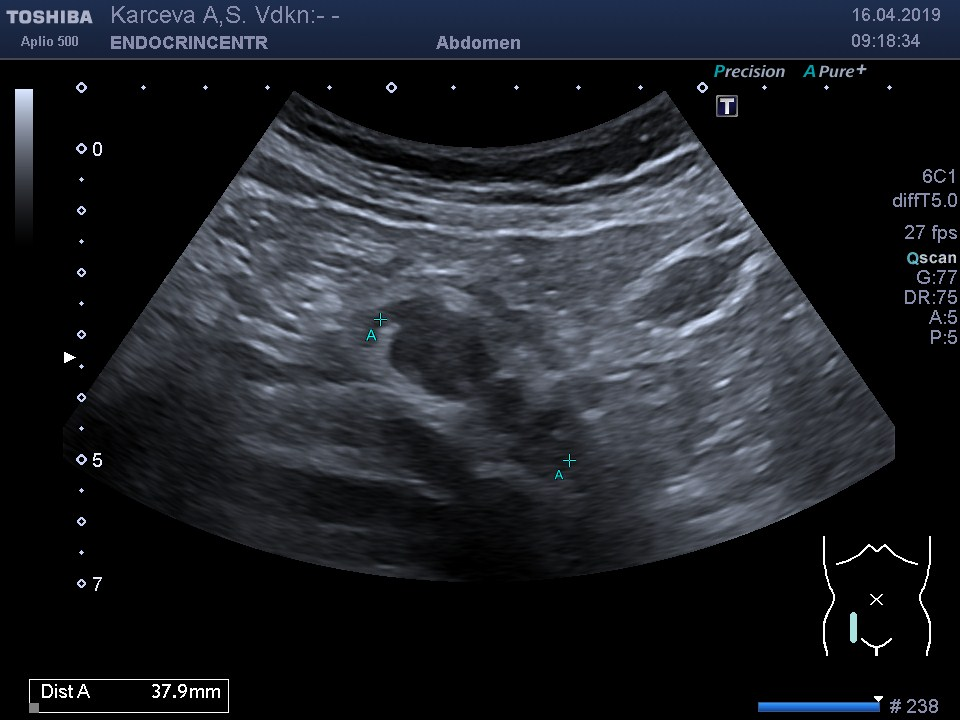 TOSHIBA Karceva A,S. Vdkn:- - 16.04.2019
Aplio 500 ENDOCRINCENTR Abdomen 09:18:34
Precision A Pure+
T
0
6C1
diffT5.0
27 fps
Qscan
G:77
DR:75
A:5
P:5
A
5
A
7
Dist A 37.9mm
# 238